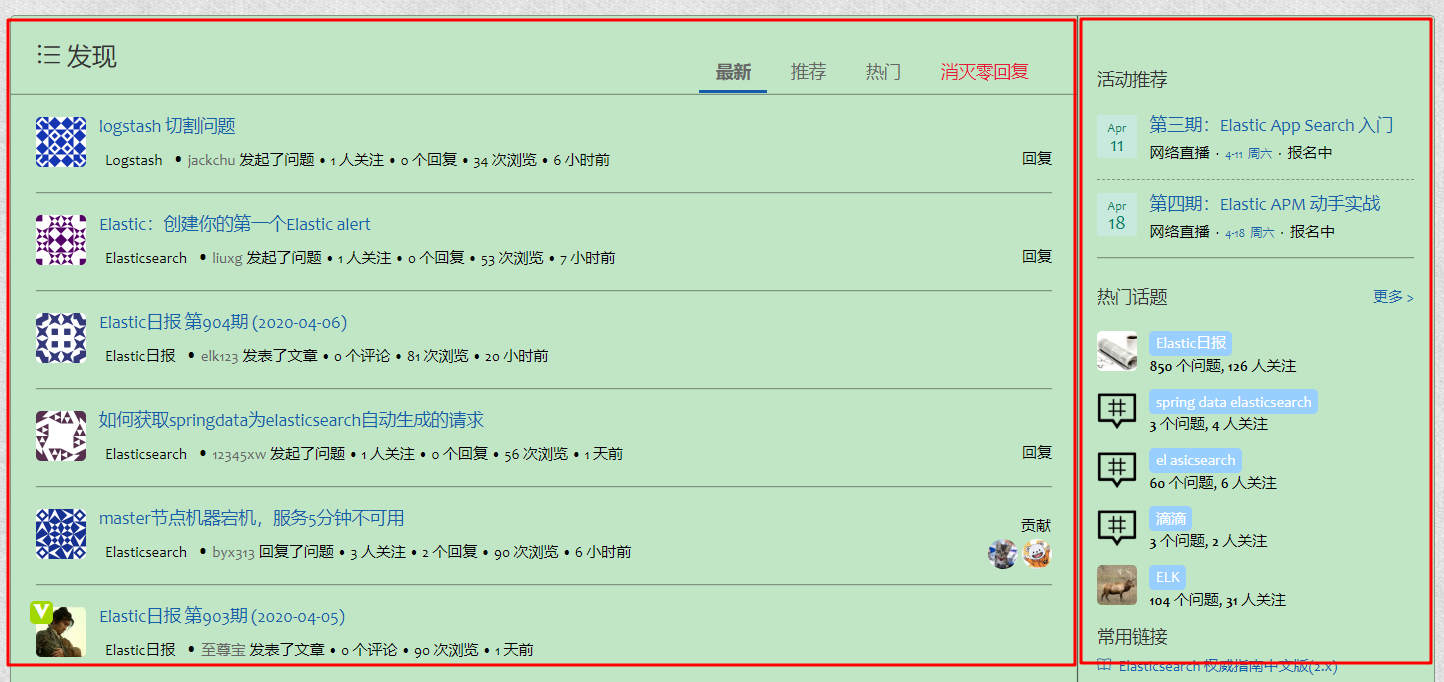 发现
最新 推荐 热门 消灭零回复
logstash 切割问题
Logstash • jackchu 发起了问题 • 1 人关注 • 0 个回复 • 34 次浏览 • 6 小时前
回复
Elastic：创建你的第一个Elastic alert
Elasticsearch • liuxg 发起了问题 • 1 人关注 • 0 个回复 • 53 次浏览 • 7 小时前
回复
Elastic日报 第904期 (2020-04-06)
Elastic日报 • elk123 发表了文章 • 0 个评论 • 81 次浏览 • 20 小时前
如何获取springdata为elasticsearch自动生成的请求
Elasticsearch • 12345xw 发起了问题 • 1 人关注 • 0 个回复 • 56 次浏览 • 1 天前
回复
master节点机器宕机，服务5分钟不可用
贡献
Elasticsearch • byx313 回复了问题 • 3 人关注 • 2 个回复 • 90 次浏览 • 6 小时前
V
Elastic日报 第903期 (2020-04-05)
Elastic日报 • 至尊宝 发表了文章 • 0 个评论 • 90 次浏览 • 1 天前
活动推荐
Apr
11
第三期：Elastic App Search 入门
网络直播 · 4-11 周六 · 报名中
Apr
18
第四期：Elastic APM 动手实战
网络直播 · 4-18 周六 · 报名中
热门话题
更多 >
Elastic日报
850 个问题, 126 人关注
spring data elasticsearch
3 个问题, 4 人关注
el asicsearch
60 个问题, 6 人关注
滴滴
3 个问题, 2 人关注
ELK
104 个问题, 31 人关注
常用链接
Elasticsearch 权威指南中文版(2.x)